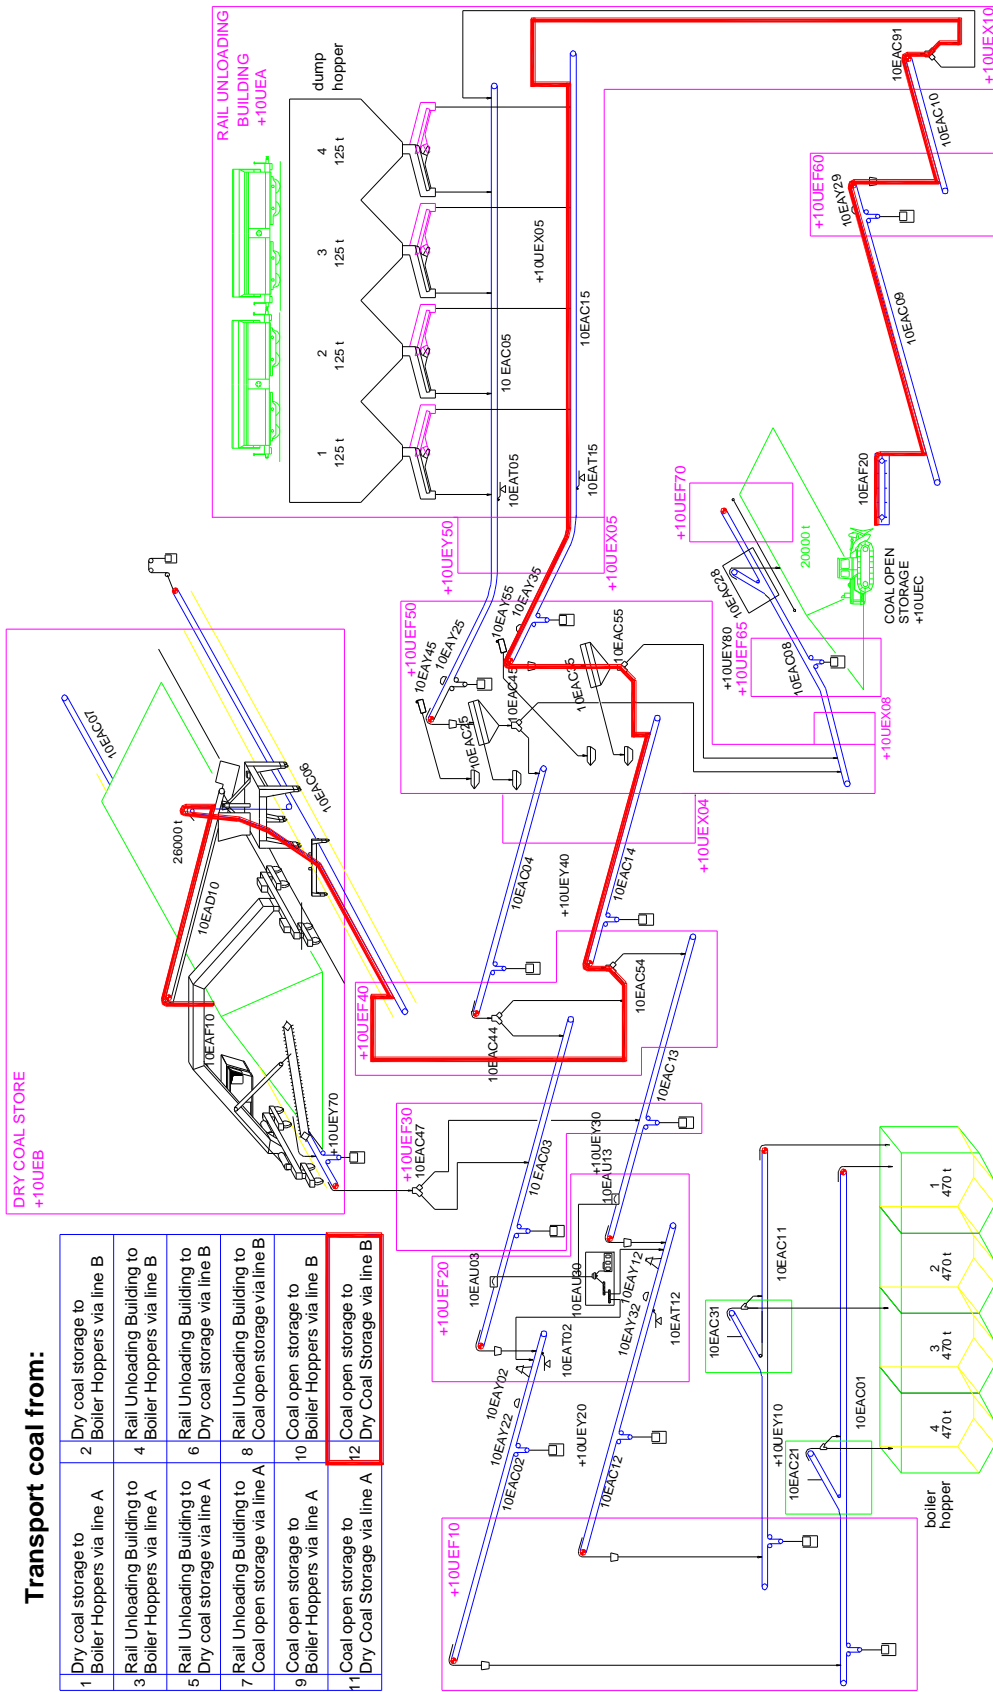 Transport coal from:
1
Dry coal storage to
Boiler Hoppers via line A
2
Dry coal storage to
Boiler Hoppers via line B
3
Rail Unloading Building to
Boiler Hoppers via line A
4
Rail Unloading Building to
Boiler Hoppers via line B
5
Rail Unloading Building to
Dry coal storage via line A
6
Rail Unloading Building to
Dry coal storage via line B
7
Rail Unloading Building to
Coal open storage via line A
8
Rail Unloading Building to
Coal open storage via line B
9
Coal open storage to
Boiler Hoppers via line A
10
Coal open storage to
Boiler Hoppers via line B
11
Coal open storage to
Dry Coal Storage via line A
12
Coal open storage to
Dry Coal Storage via line B
DRY COAL STORE
+10UEB
10EAF10
10EAD10
26000 t
10EAC07
10EAC06
+10UEY70
RAIL UNLOADING
BUILDING
+10UEA
dump
hopper
1
125 t
2
125 t
3
125 t
4
125 t
10 EAC05
+10UEX05
10EAC15
10EAT05
10EAT15
+10UEY50
+10UEX05
+10UEF50
10EAY45
10EAY25
10EAY55
10EAY35
10EAC25
10EAC45
10EAC35
10EAC55
+10UEX04
10EAC04
+10UEY40
10EAC14
+10UEF40
10EAC44
10EAC54
10EAC13
+10UEF30
10EAC47
10 EAC03
+10UEY30
10EAU13
+10UEF20
10EAU03
10EAU30
10EAY12
10EAY32
10EAT12
10EAT02
10EAY02
10EAY22
10EAC02
+10UEY20
10EAC12
+10UEF10
10EAC31
10EAC11
10EAC21
+10UEY10
10EAC01
boiler
hopper
1
470 t
2
470 t
3
470 t
4
470 t
+10UEX10
10EAC91
10EAC10
+10UEF60
10EAY29
10EAC09
10EAF20
COAL OPEN
STORAGE
+10UEC
20000 t
+10UEF70
10EAC28
+10UEY80
+10UEF65
10EAC08
+10UEX08